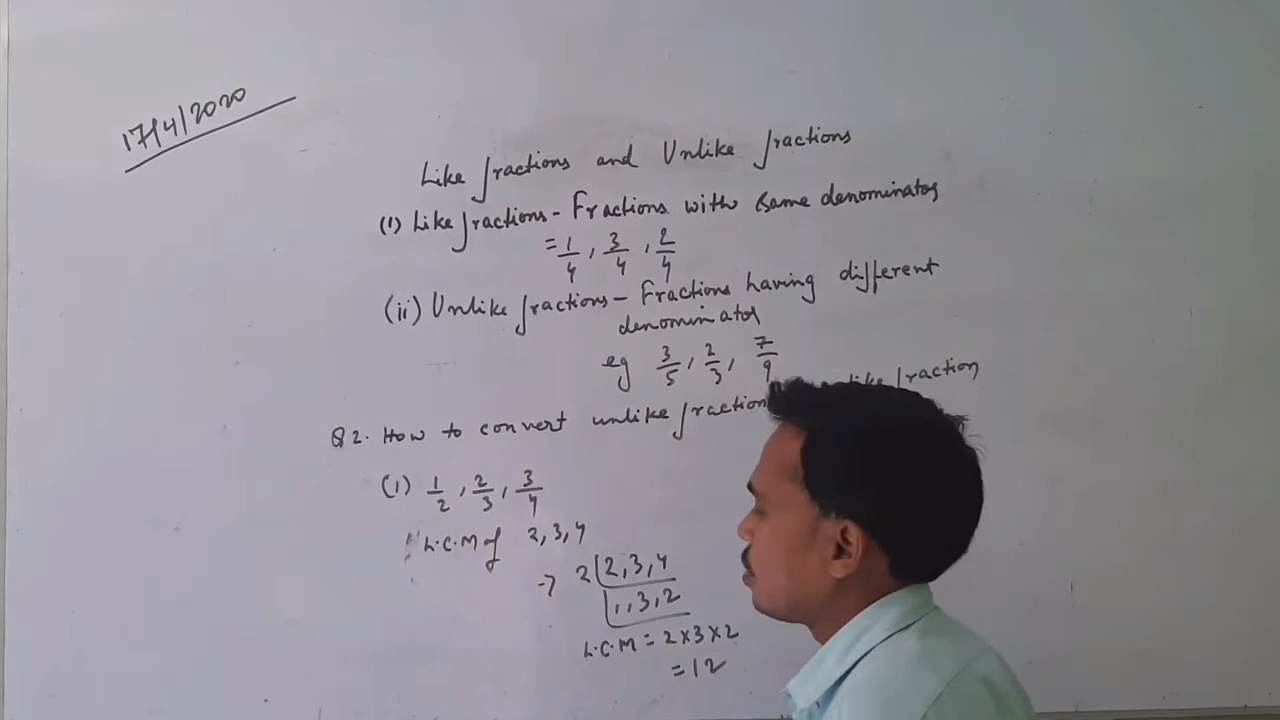 17/4/2020
Like fractions and Unlike fractions
(i) Like fractions - Fractions with same denominator
= 1/4, 3/4, 2/4
(ii) Unlike fractions - Fractions having different
denominator
eg 3/5, 2/3, 7/9
Q2. How to convert unlike fraction like fraction
(i) 1/2, 2/3, 3/4
L.C.M of 2, 3, 4
→ 2 | 2, 3, 4
1, 3, 2
L.C.M = 2×3×2
= 12